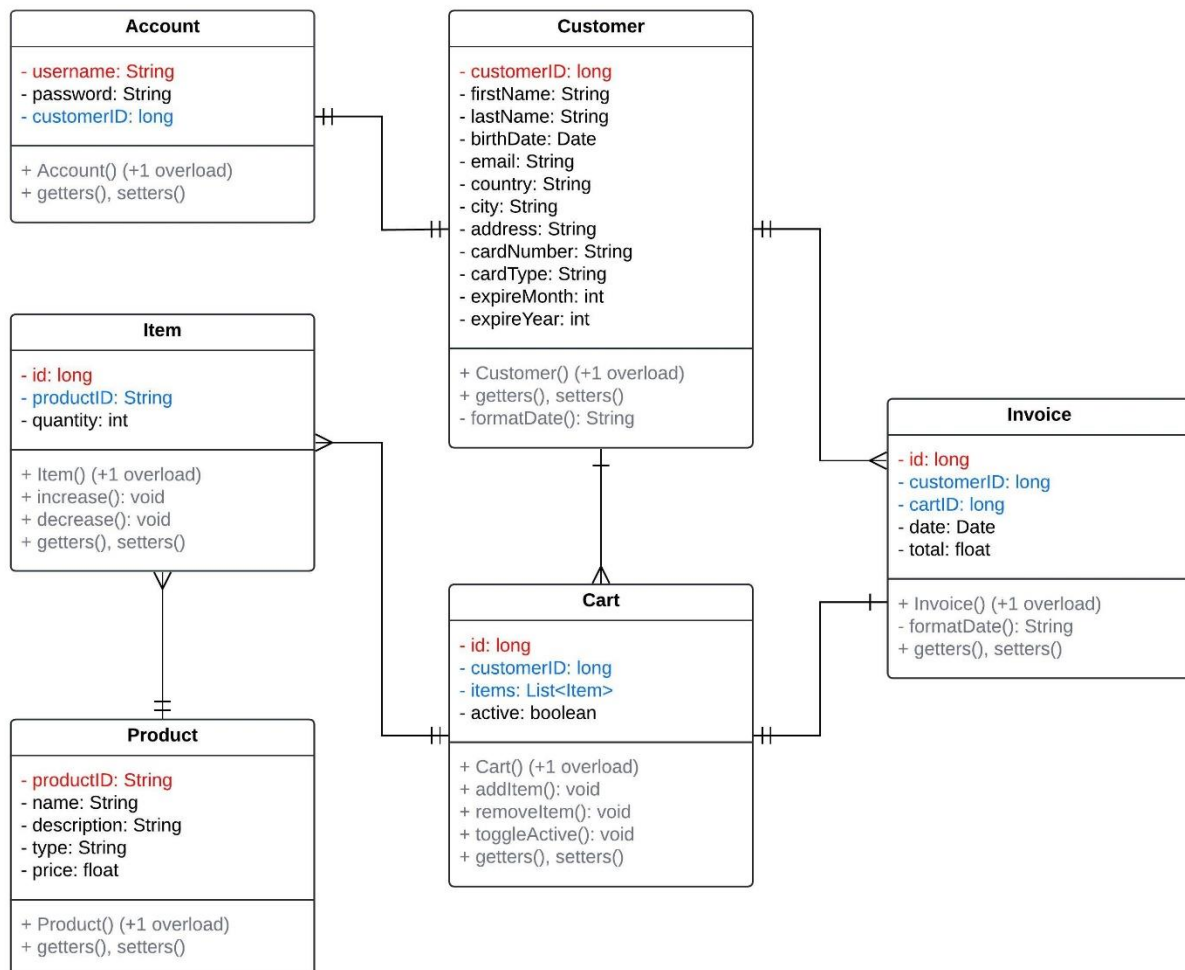 Account
- username: String
- password: String
- customerID: long
+ Account() (+1 overload)
+ getters(), setters()
Customer
- customerID: long
- firstName: String
- lastName: String
- birthDate: Date
- email: String
- country: String
- city: String
- address: String
- cardNumber: String
- cardType: String
- expireMonth: int
- expireYear: int
+ Customer() (+1 overload)
+ getters(), setters()
- formatDate(): String
Item
- id: long
- productID: String
- quantity: int
+ Item() (+1 overload)
+ increase(): void
+ decrease(): void
+ getters(), setters()
Invoice
- id: long
- customerID: long
- cartID: long
- date: Date
- total: float
+ Invoice() (+1 overload)
- formatDate(): String
+ getters(), setters()
Cart
- id: long
- customerID: long
- items: List<Item>
- active: boolean
+ Cart() (+1 overload)
+ addItem(): void
+ removeItem(): void
+ toggleActive(): void
+ getters(), setters()
Product
- productID: String
- name: String
- description: String
- type: String
- price: float
+ Product() (+1 overload)
+ getters(), setters()